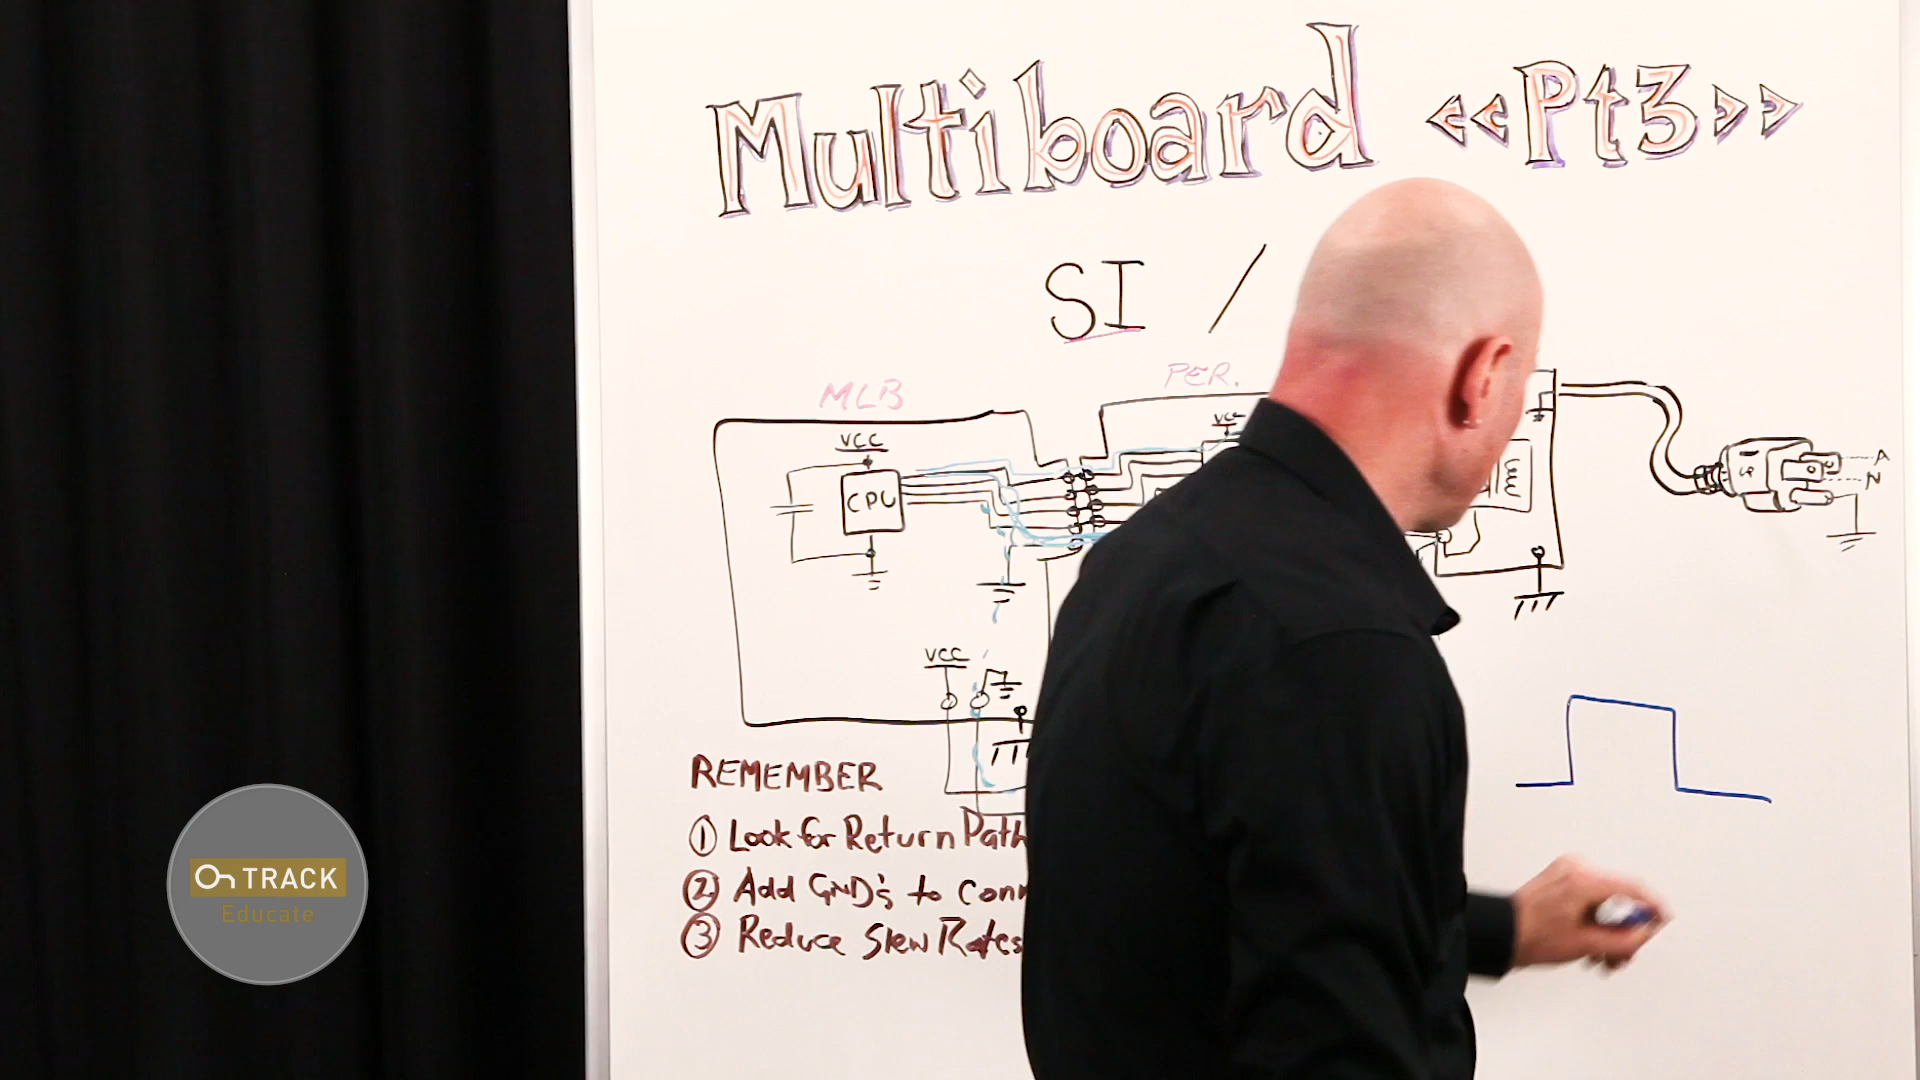 Multiboard <<Pt3>>
SI /
MLB
PER.
VCC
VCC
CPU
A
N
VCC
REMEMBER
① Look for Return Path
② Add GND's to Conn
③ Reduce Slew Rates
On TRACK
Educate